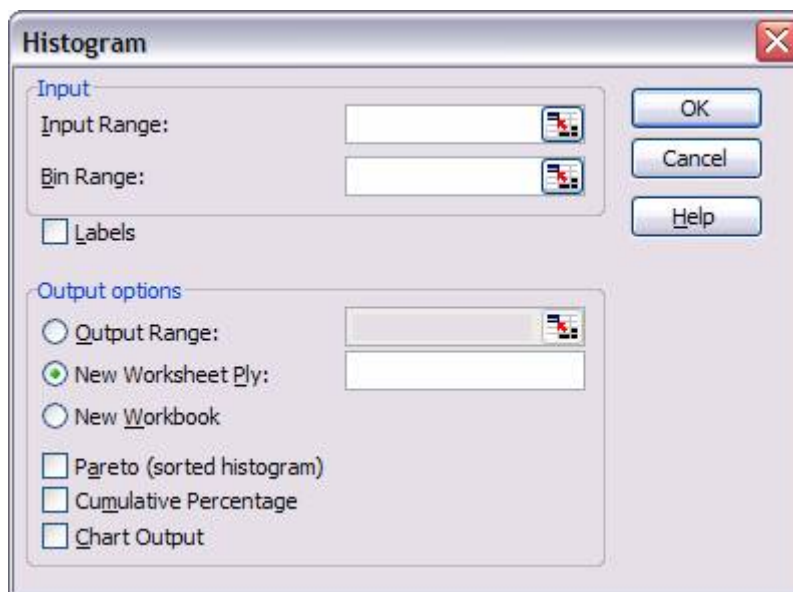 Histogram
Input
Input Range:
Bin Range:
Labels
OK
Cancel
Help
Output options
Output Range:
New Worksheet Ply:
New Workbook
Pareto (sorted histogram)
Cumulative Percentage
Chart Output